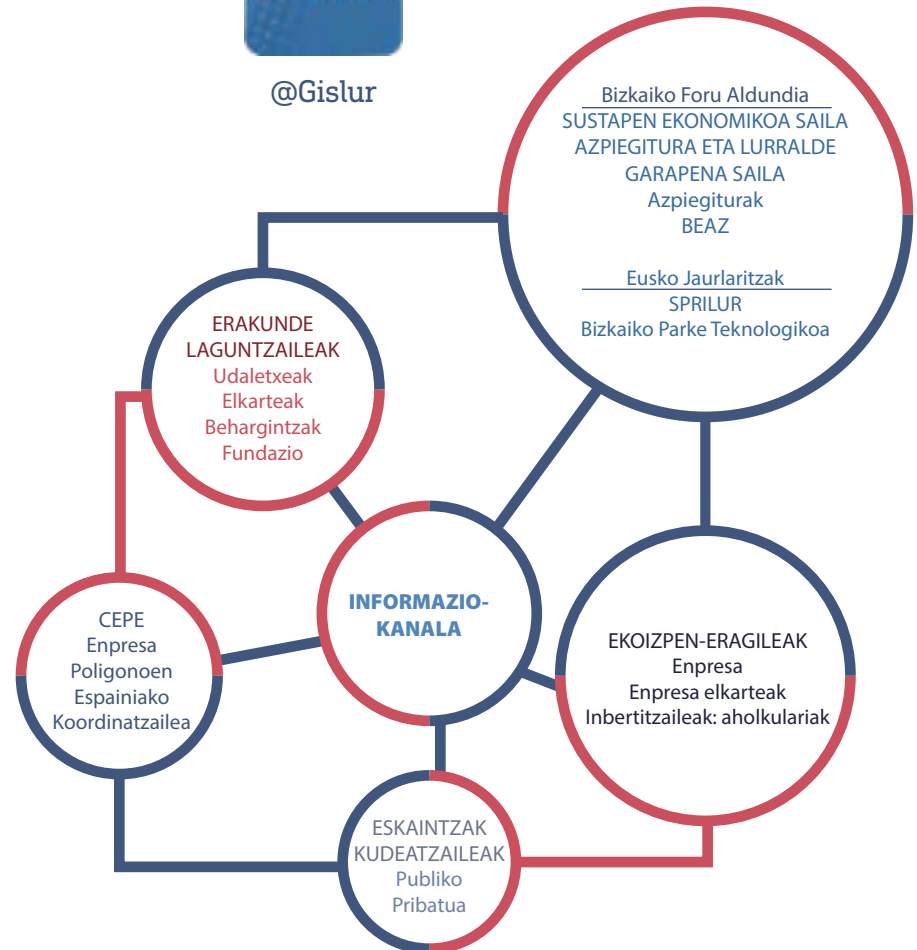 @Gislur
Bizkaiko Foru Aldundia
SUSTAPEN EKONOMIKOA SAILA
AZPIEGITURA ETA LURRALDE
GARAPENA SAILA
Azpiegiturak
BEAZ
Eusko Jaurlaritzak
SPRILUR
Bizkaiko Parke Teknologikoa
ERAKUNDE
LAGUNTZAILEAK
Udaletxeak
Elkarteak
Behargintzak
Fundazio
INFORMAZIO-
KANALA
CEPE
Enpresa
Poligonoen
Espainiako
Koordinatzailea
EKOIZPEN-ERAGILEAK
Enpresa
Enpresa elkarteak
Inbertitzaileak: aholkulariak
ESKAINTZAK
KUDEATZAILEAK
Publiko
Pribatua